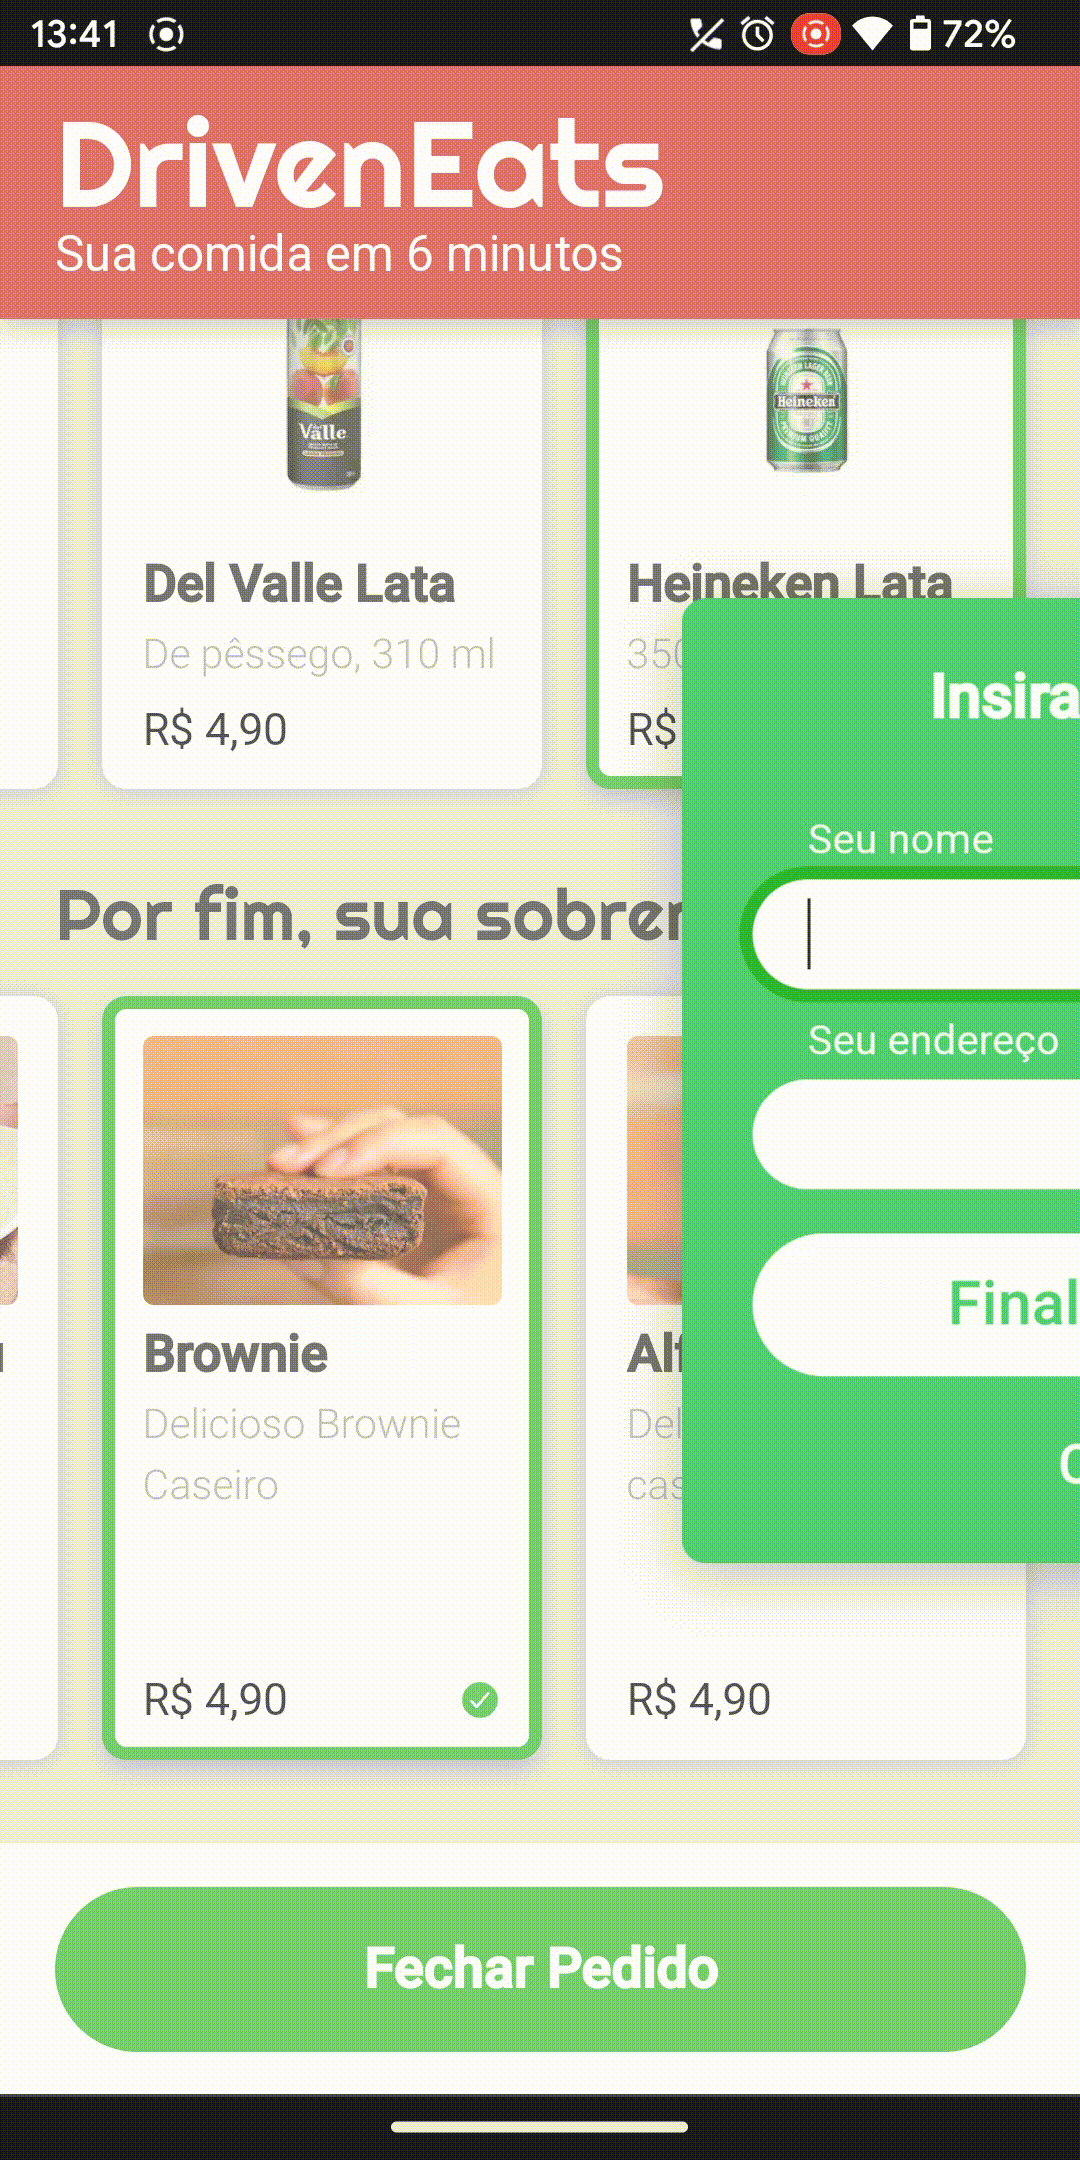 13:41
72%
DrivenEats
Sua comida em 6 minutos
Valle
Heineken
Del Valle Lata
De pêssego, 310 ml
R$ 4,90
Heineken Lata
350
R$
Por fim, sua sobrer
Brownie
Delicioso Brownie
Caseiro
R$ 4,90
Alf
Del
cas
R$ 4,90
Insira
Seu nome
Seu endereço
Final
C
Fechar Pedido